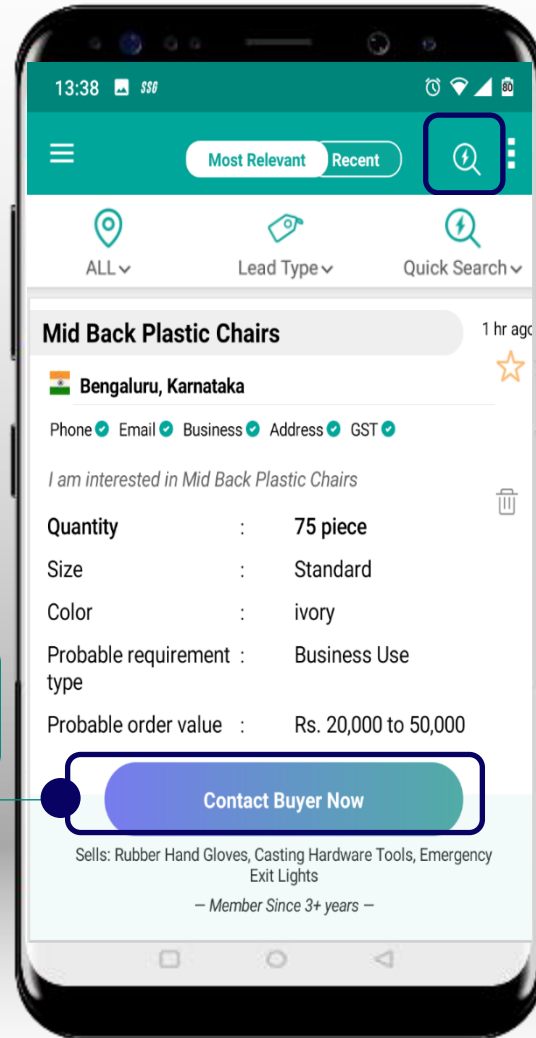 13:38 SSG 80
Most Relevant Recent
ALL Lead Type Quick Search
Mid Back Plastic Chairs 1 hr ago
Bengaluru, Karnataka
Phone Email Business Address GST
I am interested in Mid Back Plastic Chairs
Quantity : 75 piece
Size : Standard
Color : ivory
Probable requirement : Business Use
type
Probable order value : Rs. 20,000 to 50,000
Contact Buyer Now
Sells: Rubber Hand Gloves, Casting Hardware Tools, Emergency
Exit Lights
— Member Since 3+ years —